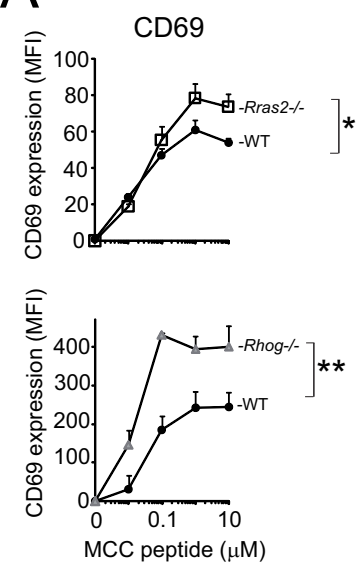 A
CD69
CD69 expression (MFI)
100
80
60
40
20
0
-Rras2-/-
-WT
*
CD69 expression (MFI)
400
300
200
100
0
-Rhog-/-
-WT
**
0 0.1 10
MCC peptide (μM)